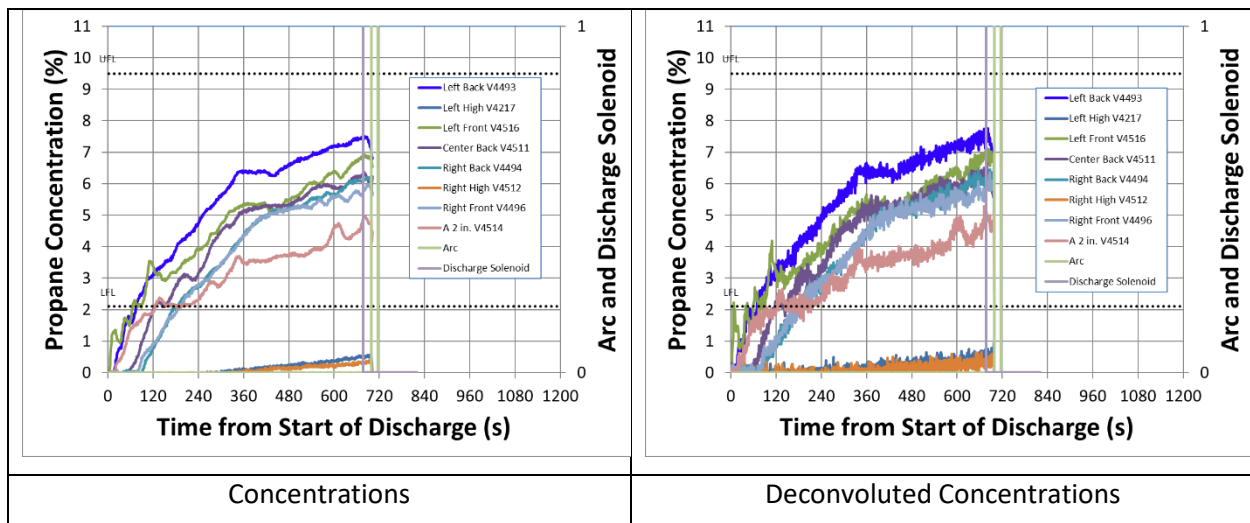 11
10
9
8
7
6
5
4
3
2
1
0
Propane Concentration (%)
UFL
LFL
Left Back V4493
Left High V4217
Left Front V4516
Center Back V4511
Right Back V4494
Right High V4512
Right Front V4496
A 2 in. V4514
Arc
Discharge Solenoid
1
0
Arc and Discharge Solenoid
0 120 240 360 480 600 720 840 960 1080 1200
Time from Start of Discharge (s)
Concentrations
11
10
9
8
7
6
5
4
3
2
1
0
Propane Concentration (%)
UFL
LFL
Left Back V4493
Left High V4217
Left Front V4516
Center Back V4511
Right Back V4494
Right High V4512
Right Front V4496
A 2 in. V4514
Arc
Discharge Solenoid
1
0
Arc and Discharge Solenoid
0 120 240 360 480 600 720 840 960 1080 1200
Time from Start of Discharge (s)
Deconvoluted Concentrations